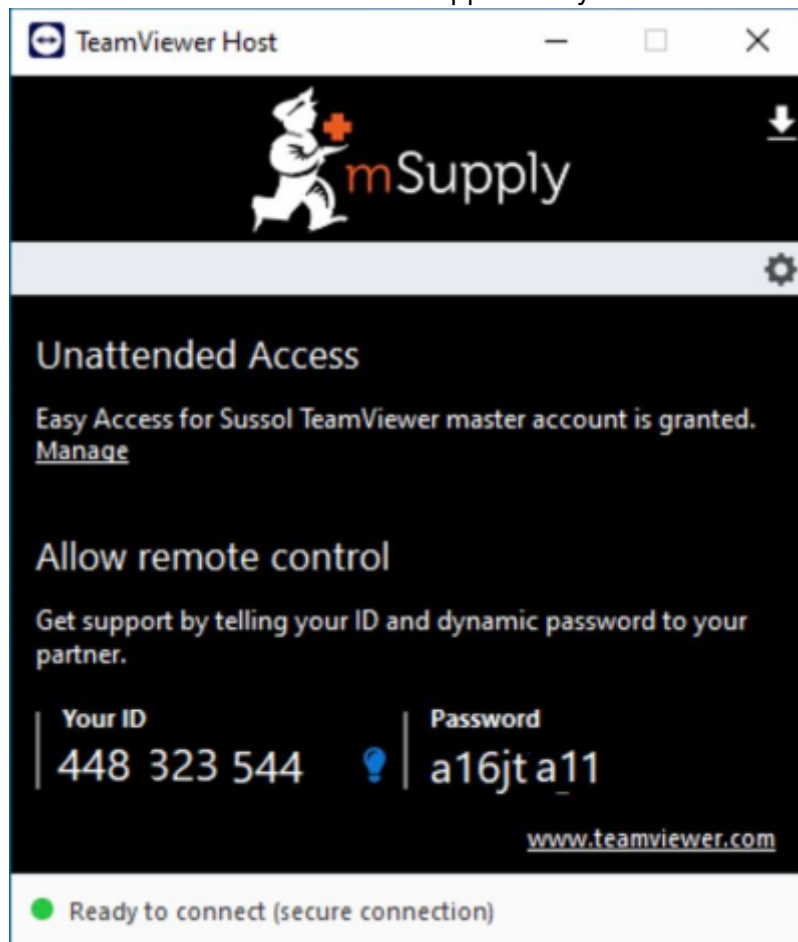 TeamViewer Host
mSupply
Unattended Access
Easy Access for Sussol TeamViewer master account is granted.
Manage
Allow remote control
Get support by telling your ID and dynamic password to your
partner.
Your ID
448 323 544
Password
a16jt a11
www.teamviewer.com
Ready to connect (secure connection)